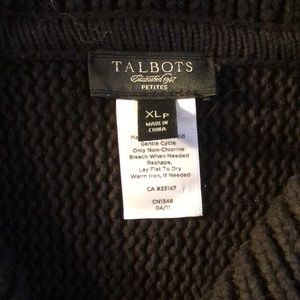 TALBOTS
Established 1947
PETITES
XLP
MADE IN
CHINA
Gentle Cycle
Only Non-Chlorine
Bleach When Needed
Reshape,
Lay Flat To Dry
Warm Iron, if Needed
CA #23147
CN1346
04/11